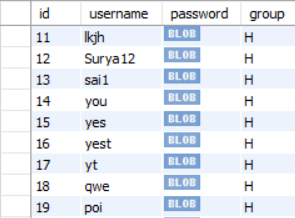 id username password group
11 lkjh BLOB H
12 Surya12 BLOB H
13 sai1 BLOB H
14 you BLOB H
15 yes BLOB H
16 yest BLOB H
17 yt BLOB H
18 qwe BLOB H
19 poi BLOB H